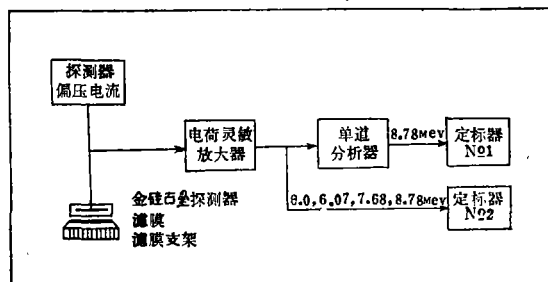 探测器
偏压电流
电荷灵敏
放大器
单道
分析器
8.78mev
定标器
№1
6.0,6.07,7.68,8.78mev
定标器
№2
金硅面垒探测器
滤膜
滤膜支架